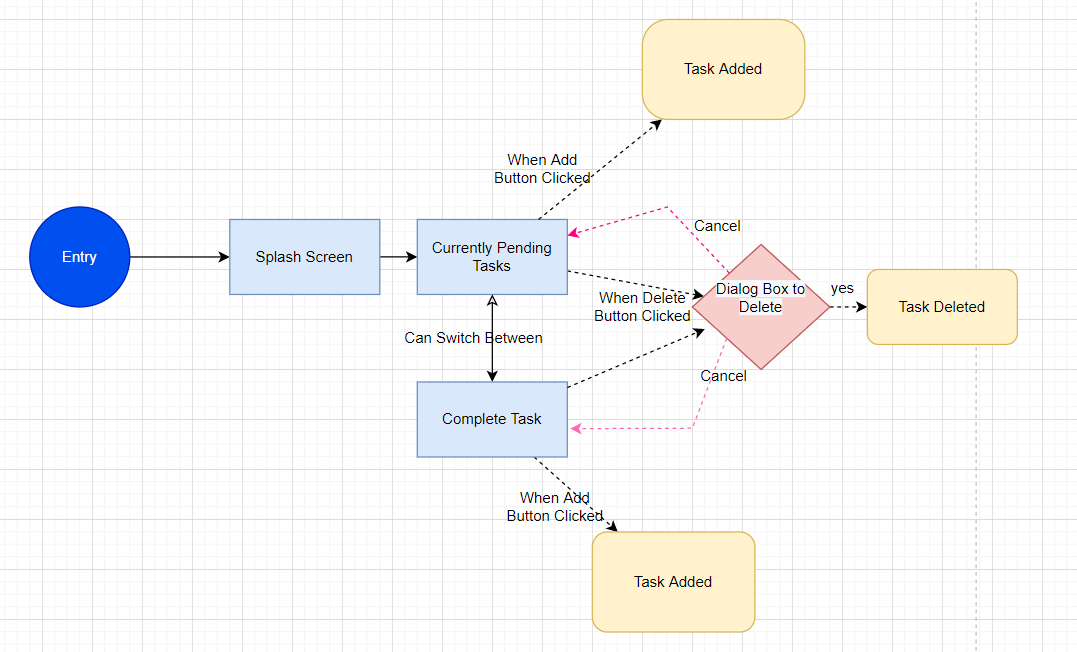 Task Added
When Add
Button Clicked
Cancel
Entry
Splash Screen
Currently Pending
Tasks
Dialog Box to
Delete
yes
When Delete
Button Clicked
Task Deleted
Can Switch Between
Cancel
Complete Task
When Add
Button Clicked
Task Added